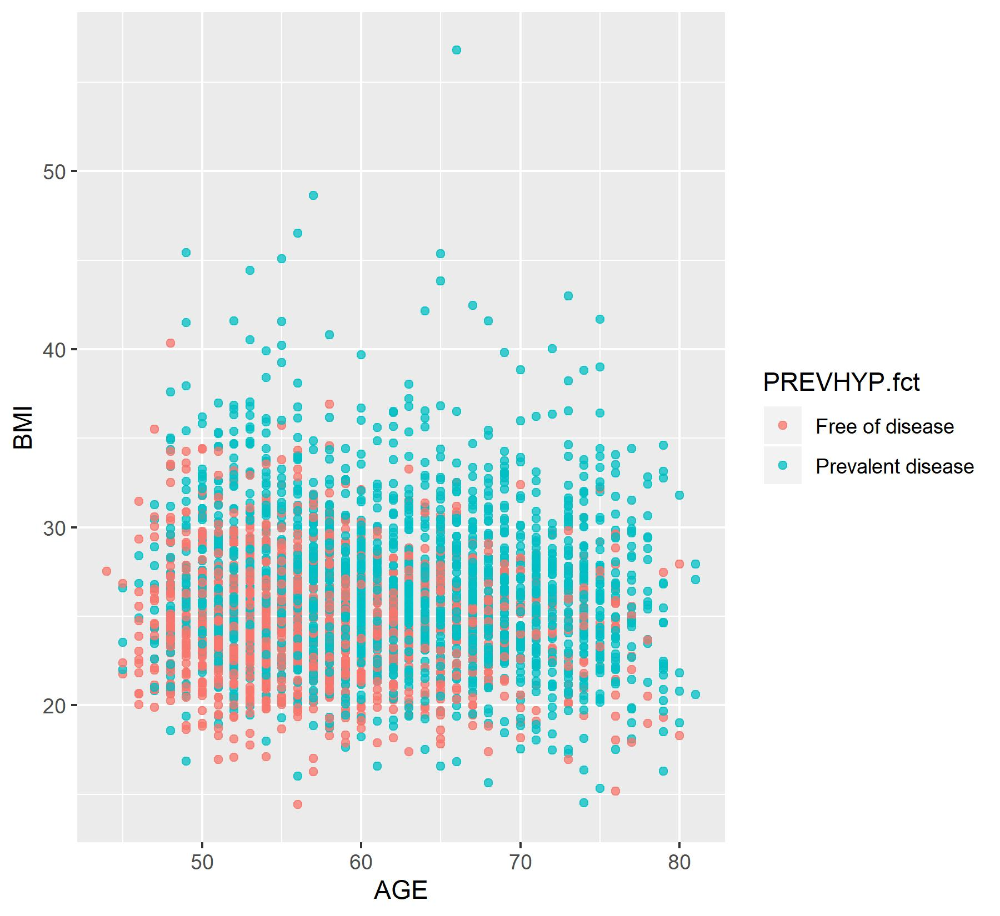 50
40
30
20
BMI
50 60 70 80
AGE
PREVHYP.fct
Free of disease
Prevalent disease